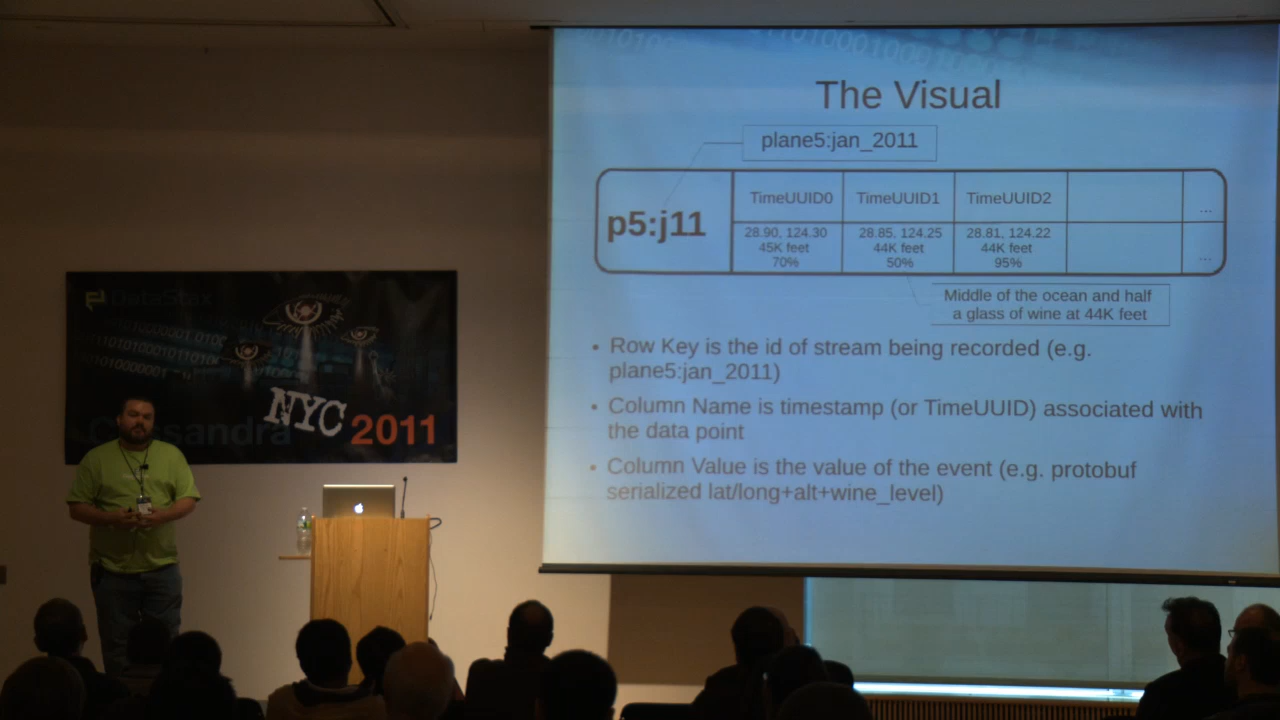 The Visual
plane5:jan_2011
p5:j11
TimeUUID0
TimeUUID1
TimeUUID2
...
28.90, 124.30
45K feet
70%
28.85, 124.25
44K feet
50%
28.81, 124.22
44K feet
95%
...
Middle of the ocean and half
a glass of wine at 44K feet
• Row Key is the id of stream being recorded (e.g.
plane5:jan_2011)
• Column Name is timestamp (or TimeUUID) associated with
the data point
• Column Value is the value of the event (e.g. protobuf
serialized lat/long+alt+wine_level)
DataStax
Cassandra
NYC
2011